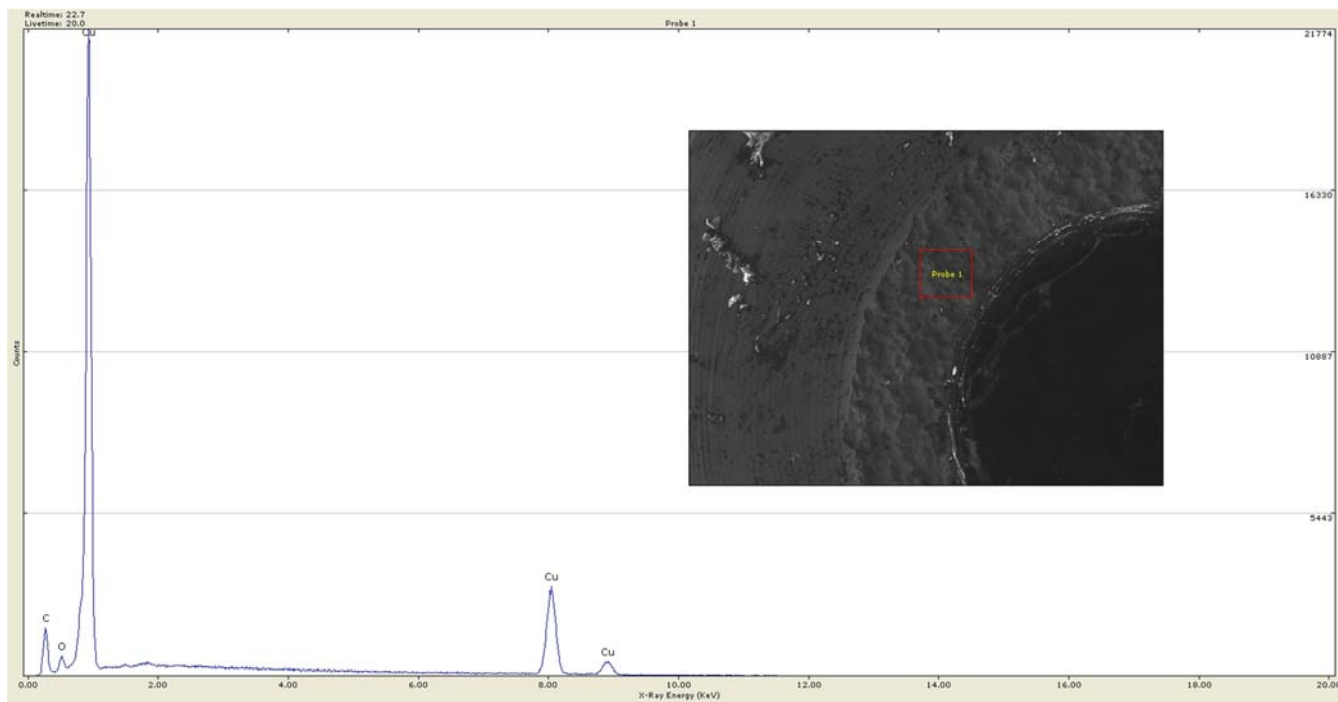 Realtime: 22.7
Livetime: 20.0
Probe 1
Cu
21774
16330
Probe 1
10887
Counts
5443
Cu
C
O
Cu
0.00 2.00 4.00 6.00 8.00 10.00 12.00 14.00 16.00 18.00 20.00
X-Ray Energy (KeV)